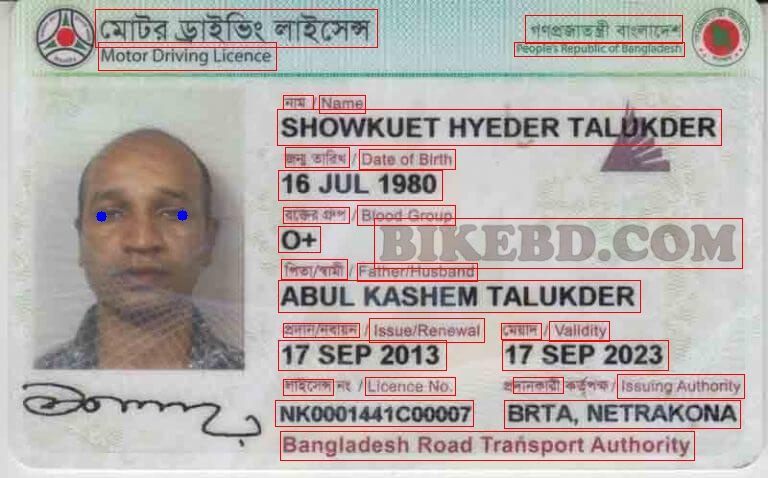 মোটর ড্রাইভিং লাইসেন্স
Motor Driving Licence
গণপ্রজাতন্ত্রী বাংলাদেশ
People's Republic of Bangladesh
নাম / Name
SHOWKUET HYEDER TALUKDER
জন্ম তারিখ / Date of Birth
16 JUL 1980
রক্তের গ্রুপ / Blood Group
O+
BIKEBD.COM
পিতা/স্বামী / Father/Husband
ABUL KASHEM TALUKDER
প্রদান/নবায়ন / Issue/Renewal মেয়াদ / Validity
17 SEP 2013 17 SEP 2023
লাইসেন্স নং / Licence No. প্রদানকারী কর্তৃপক্ষ / Issuing Authority
NK0001441C00007 BRTA, NETRAKONA
Bangladesh Road Transport Authority